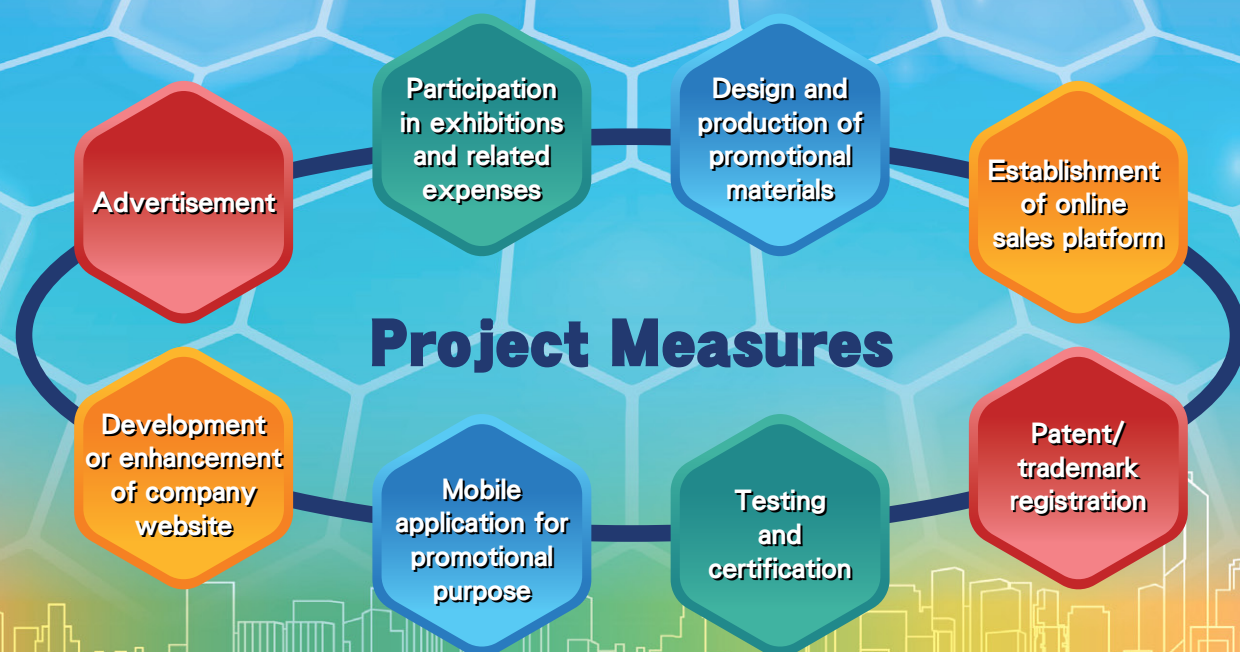 Participation
in exhibitions
and related
expenses
Design and
production of
promotional
materials
Advertisement
Establishment
of online
sales platform
Project Measures
Development
or enhancement
of company
website
Mobile
application for
promotional
purpose
Testing
and
certification
Patent/
trademark
registration